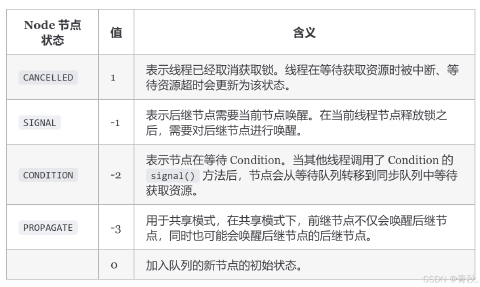 Node 节点
状态
值
含义
CANCELLED
1
表示线程已经取消获取锁。线程在等待获取资源时被中断、等
待资源超时会更新为该状态。
SIGNAL
-1
表示后继节点需要当前节点唤醒。在当前线程节点释放锁之
后，需要对后继节点进行唤醒。
CONDITION
-2
表示节点在等待 Condition。当其他线程调用了 Condition 的
signal() 方法后，节点会从等待队列转移到同步队列中等待
获取资源。
PROPAGATE
-3
用于共享模式，在共享模式下，前继节点不仅会唤醒后继节
点，同时也可能会唤醒后继节点的后继节点。
0
加入队列的新节点的初始状态。
CSDN @青秋.